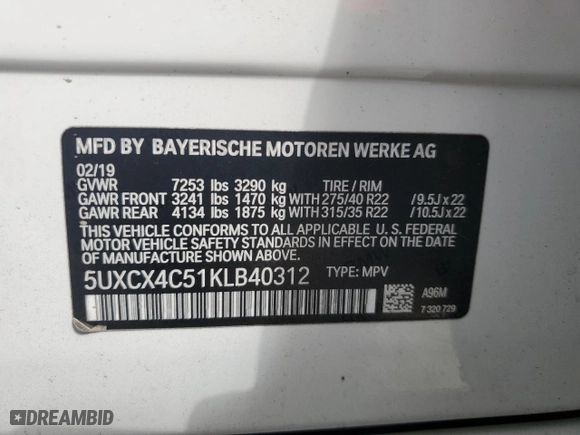 MFD BY BAYERISCHE MOTOREN WERKE AG
02/19
GVWR 7253 lbs 3290 kg TIRE / RIM
GAWR FRONT 3241 lbs 1470 kg WITH 275/40 R22 / 9.5J x 22
GAWR REAR 4134 lbs 1875 kg WITH 315/35 R22 / 10.5J x 22
THIS VEHICLE CONFORMS TO ALL APPLICABLE U. S. FEDERAL
MOTOR VEHICLE SAFETY STANDARDS IN EFFECT ON THE DATE
OF MANUFACTURE SHOWN ABOVE.
5UXCX4C51KLB40312 TYPE: MPV
A96M
7 320 729
DREAMBID